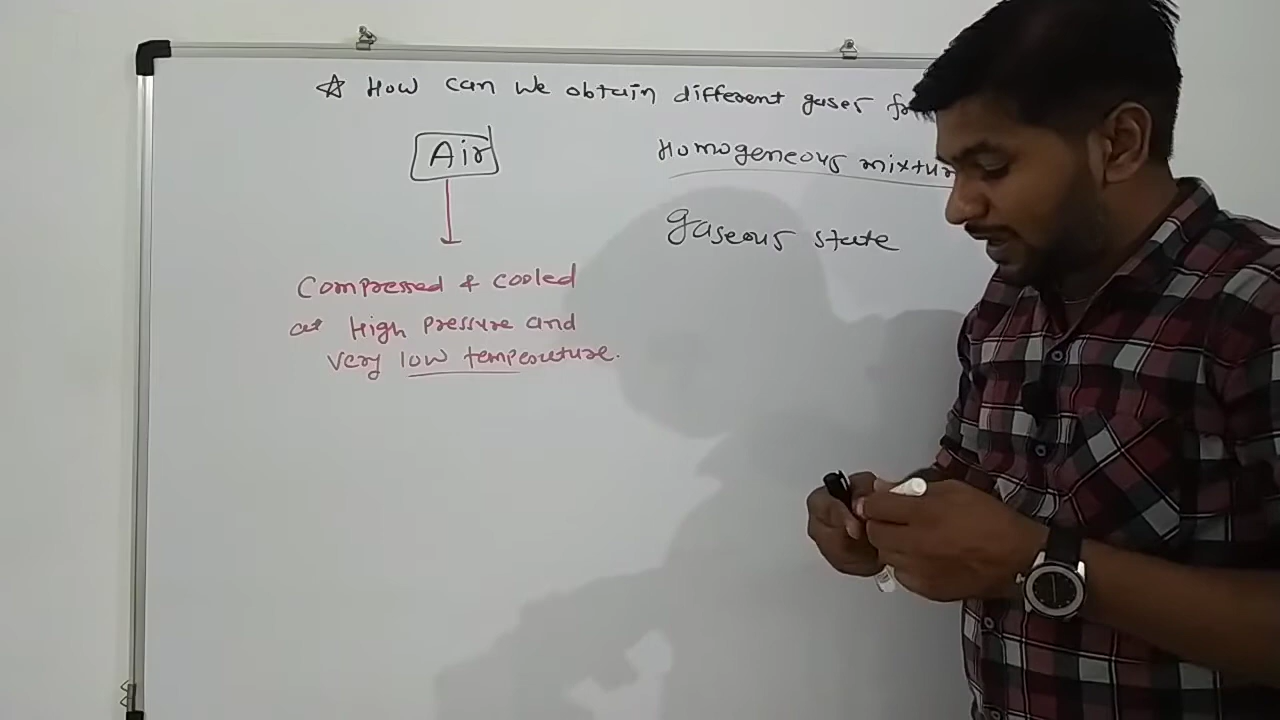 ☆ How can we obtain different gases
Air
Homogeneous mixtur
gaseous state
Compressed & cooled
at High pressure and
very low temperature.